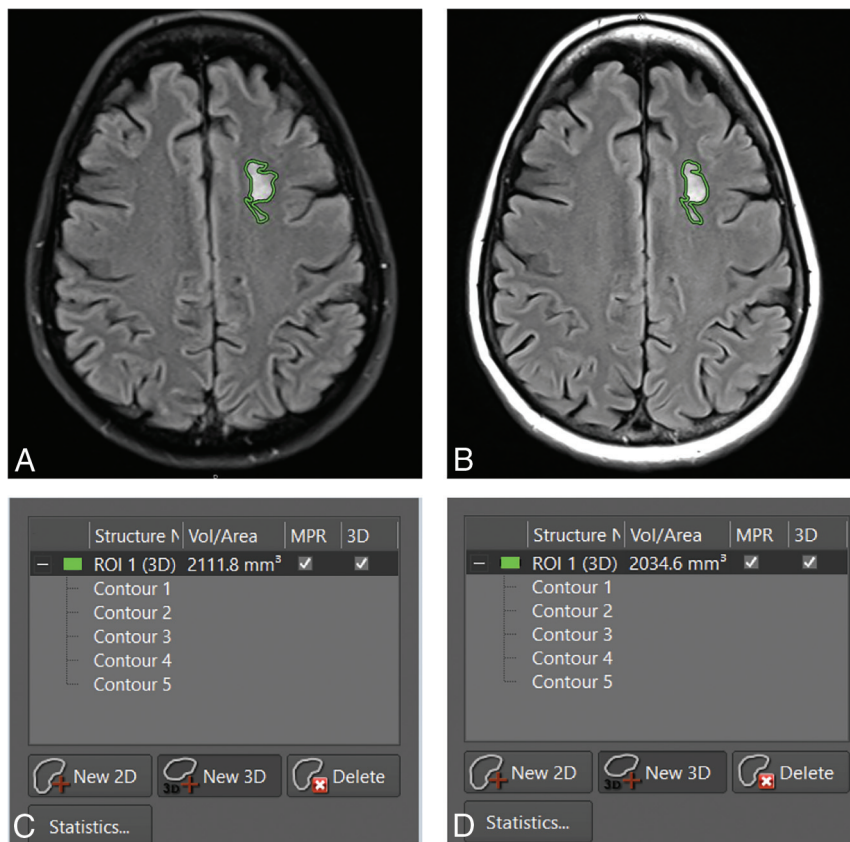 A
B
Structure N Vol/Area MPR 3D
ROI 1 (3D) 2111.8 mm³
Contour 1
Contour 2
Contour 3
Contour 4
Contour 5
New 2D
3D New 3D
Delete
Statistics...
C
Structure N Vol/Area MPR 3D
ROI 1 (3D) 2034.6 mm³
Contour 1
Contour 2
Contour 3
Contour 4
Contour 5
New 2D
3D New 3D
Delete
Statistics...
D